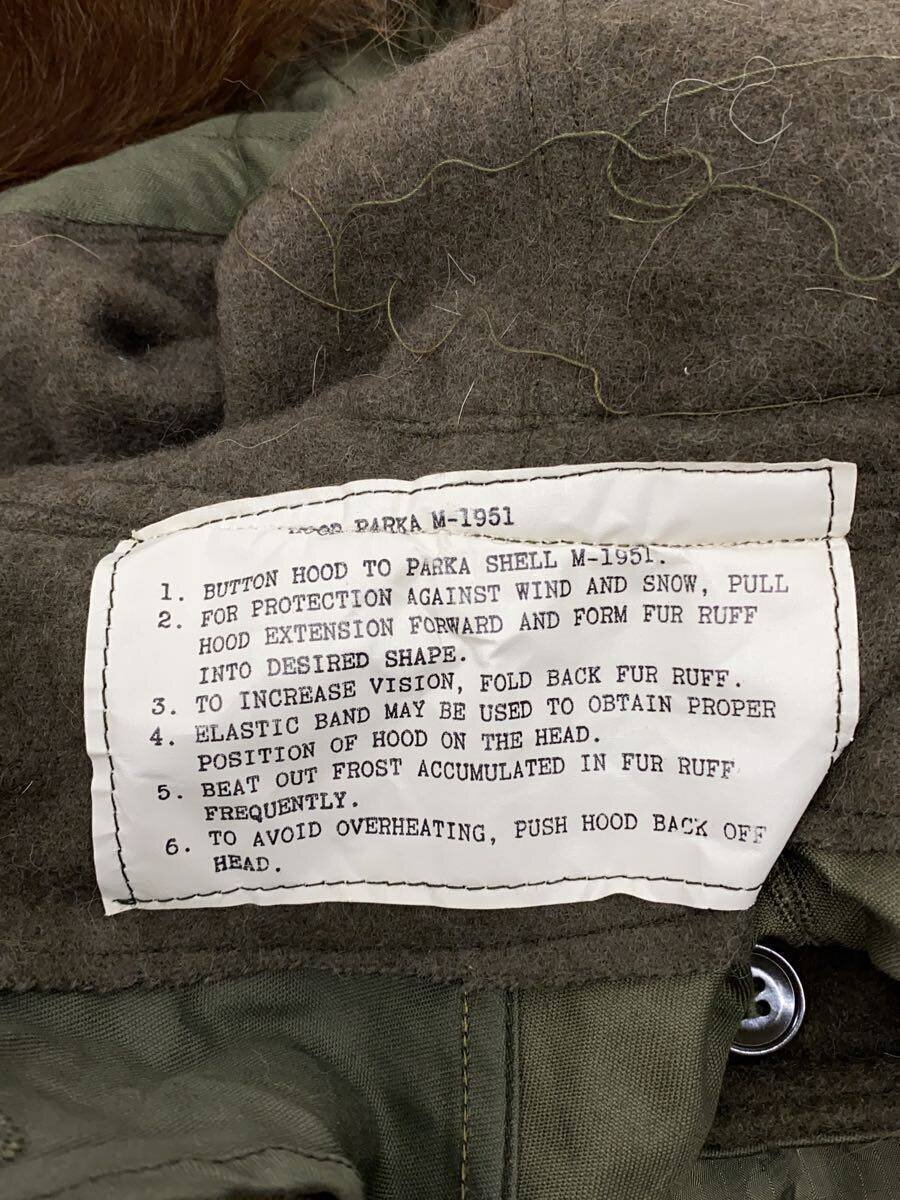 HOOD PARKA M-1951
1. BUTTON HOOD TO PARKA SHELL M-1951.
2. FOR PROTECTION AGAINST WIND AND SNOW, PULL
HOOD EXTENSION FORWARD AND FORM FUR RUFF
INTO DESIRED SHAPE.
3. TO INCREASE VISION, FOLD BACK FUR RUFF.
4. ELASTIC BAND MAY BE USED TO OBTAIN PROPER
POSITION OF HOOD ON THE HEAD.
5. BEAT OUT FROST ACCUMULATED IN FUR RUFF
FREQUENTLY.
6. TO AVOID OVERHEATING, PUSH HOOD BACK OFF
HEAD.